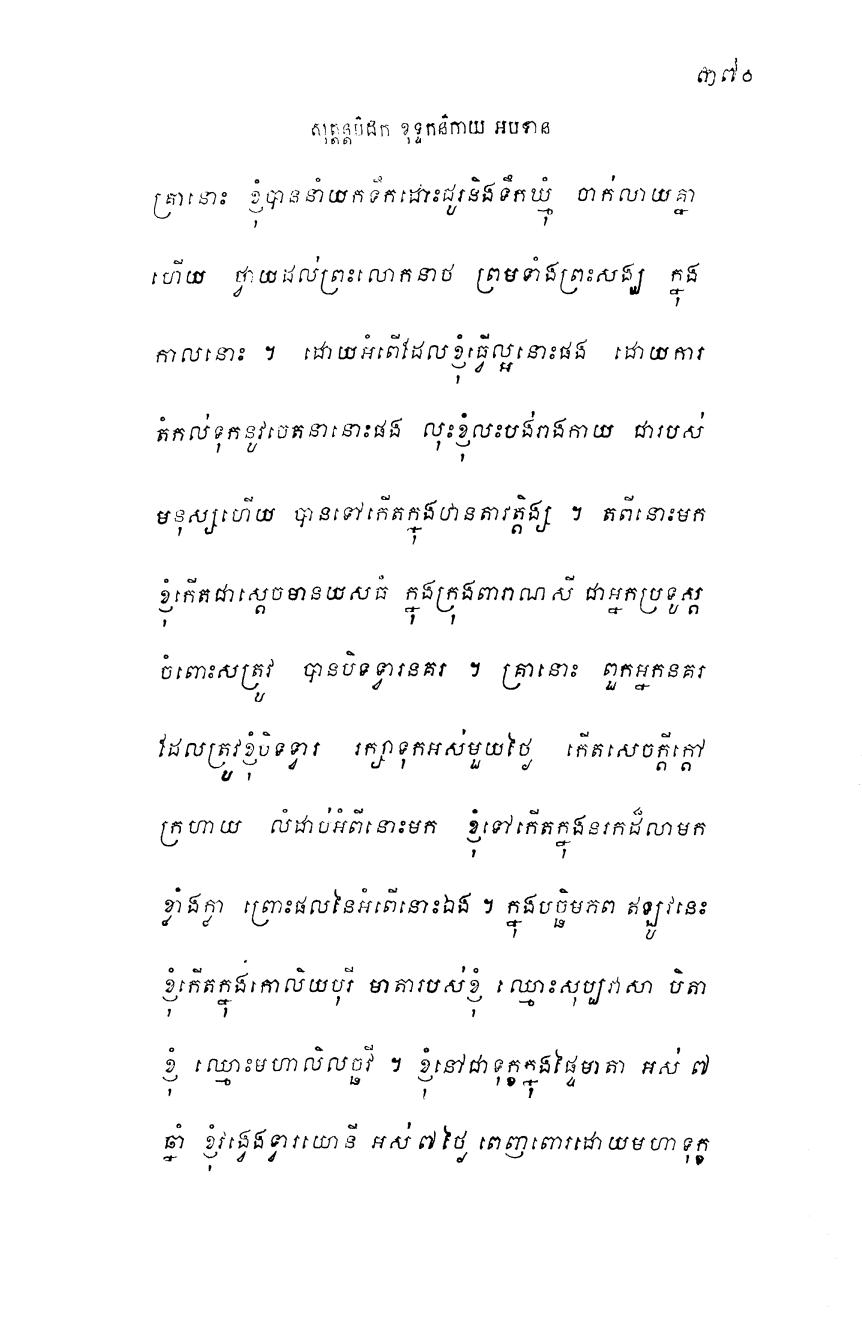 ៣៧០
សុត្តន្តបិដក ខុទ្ទកនិកាយ អបទាន
គ្រានោះ ខ្ញុំបាននាំយកទឹកដោះជូរនិងទឹកឃ្មុំ ចាក់លាយគ្នា
ហើយ ថ្វាយដល់ព្រះលោកនាថ ព្រមទាំងព្រះសង្ឃ ក្នុង
កាលនោះ ។ ដោយអំពើដែលខ្ញុំធ្វើល្អនោះផង ដោយការ
តំកល់ទុកនូវចេតនានោះផង លុះខ្ញុំលះបង់រាងកាយ ជារបស់
មនុស្សហើយ បានទៅកើតក្នុងឋានតាវត្តិង្ស ។ តពីនោះមក
ខ្ញុំកើតជាស្តេចមានយសធំ ក្នុងក្រុងពារាណសី ជាអ្នកប្រទូស្ត
ចំពោះសត្រូវ បានបិទទ្វារនគរ ។ គ្រានោះ ពួកអ្នកនគរ
ដែលត្រូវខ្ញុំបិទទ្វារ រក្សាទុកអស់មួយថ្ងៃ កើតសេចក្តីក្តៅ
ក្រហាយ លំដាប់អំពីនោះមក ខ្ញុំទៅកើតក្នុងនរកដ៏លាមក
ខ្លាំងក្លា ព្រោះផលនៃអំពើនោះឯង ។ ក្នុងបច្ឆិមភព ឥឡូវនេះ
ខ្ញុំកើតក្នុងកោលិយបុរី មាតារបស់ខ្ញុំ ឈ្មោះសុប្បវាសា បិតា
ខ្ញុំ ឈ្មោះមហាលិលច្ឆវី ។ ខ្ញុំនៅជាទុក្ខក្នុងផ្ទៃមាតា អស់ ៧
ឆ្នាំ ខ្ញុំវង្វេងទ្វារយោនី អស់ ៧ ថ្ងៃ ពេញពោរដោយមហាទុក្ខ